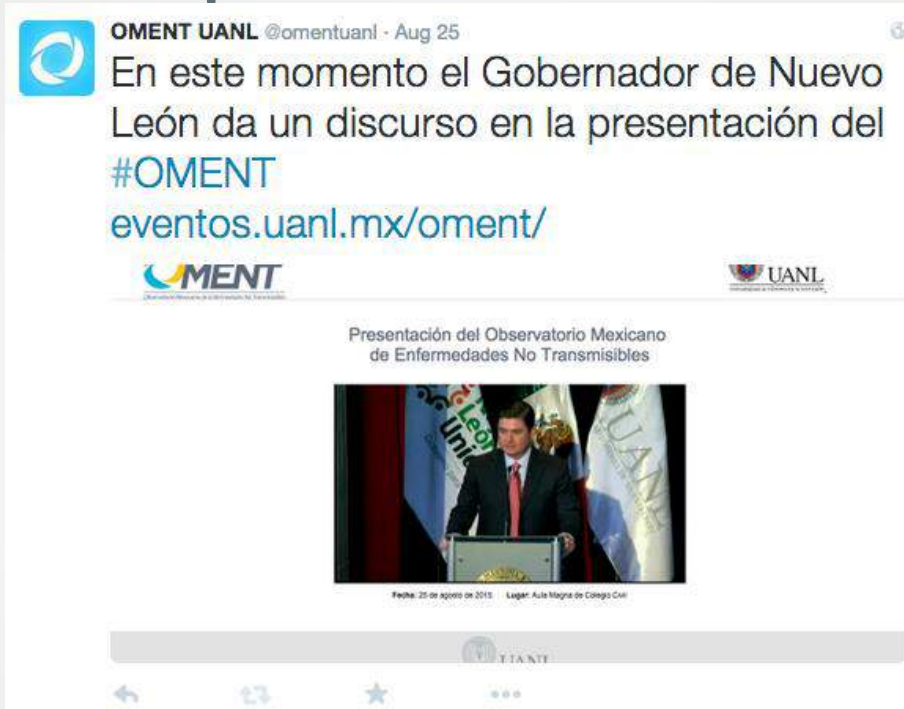 OMENT UANL @omentuanl · Aug 25
En este momento el Gobernador de Nuevo
León da un discurso en la presentación del
#OMENT
eventos.uanl.mx/oment/
OMENT
UANL
Presentación del Observatorio Mexicano
de Enfermedades No Transmisibles
León
Unido
UANL
Fecha: 25 de agosto de 2015 Lugar: Aula Magna de Colegio Civil
UANL